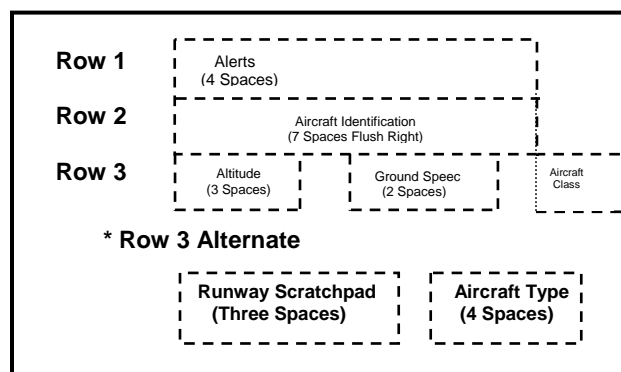 Row 1
Alerts
(4 Spaces)
Row 2
Aircraft Identification
(7 Spaces Flush Right)
Row 3
Altitude
(3 Spaces)
Ground Speec
(2 Spaces)
Aircraft
Class
* Row 3 Alternate
Runway Scratchpad
(Three Spaces)
Aircraft Type
(4 Spaces)